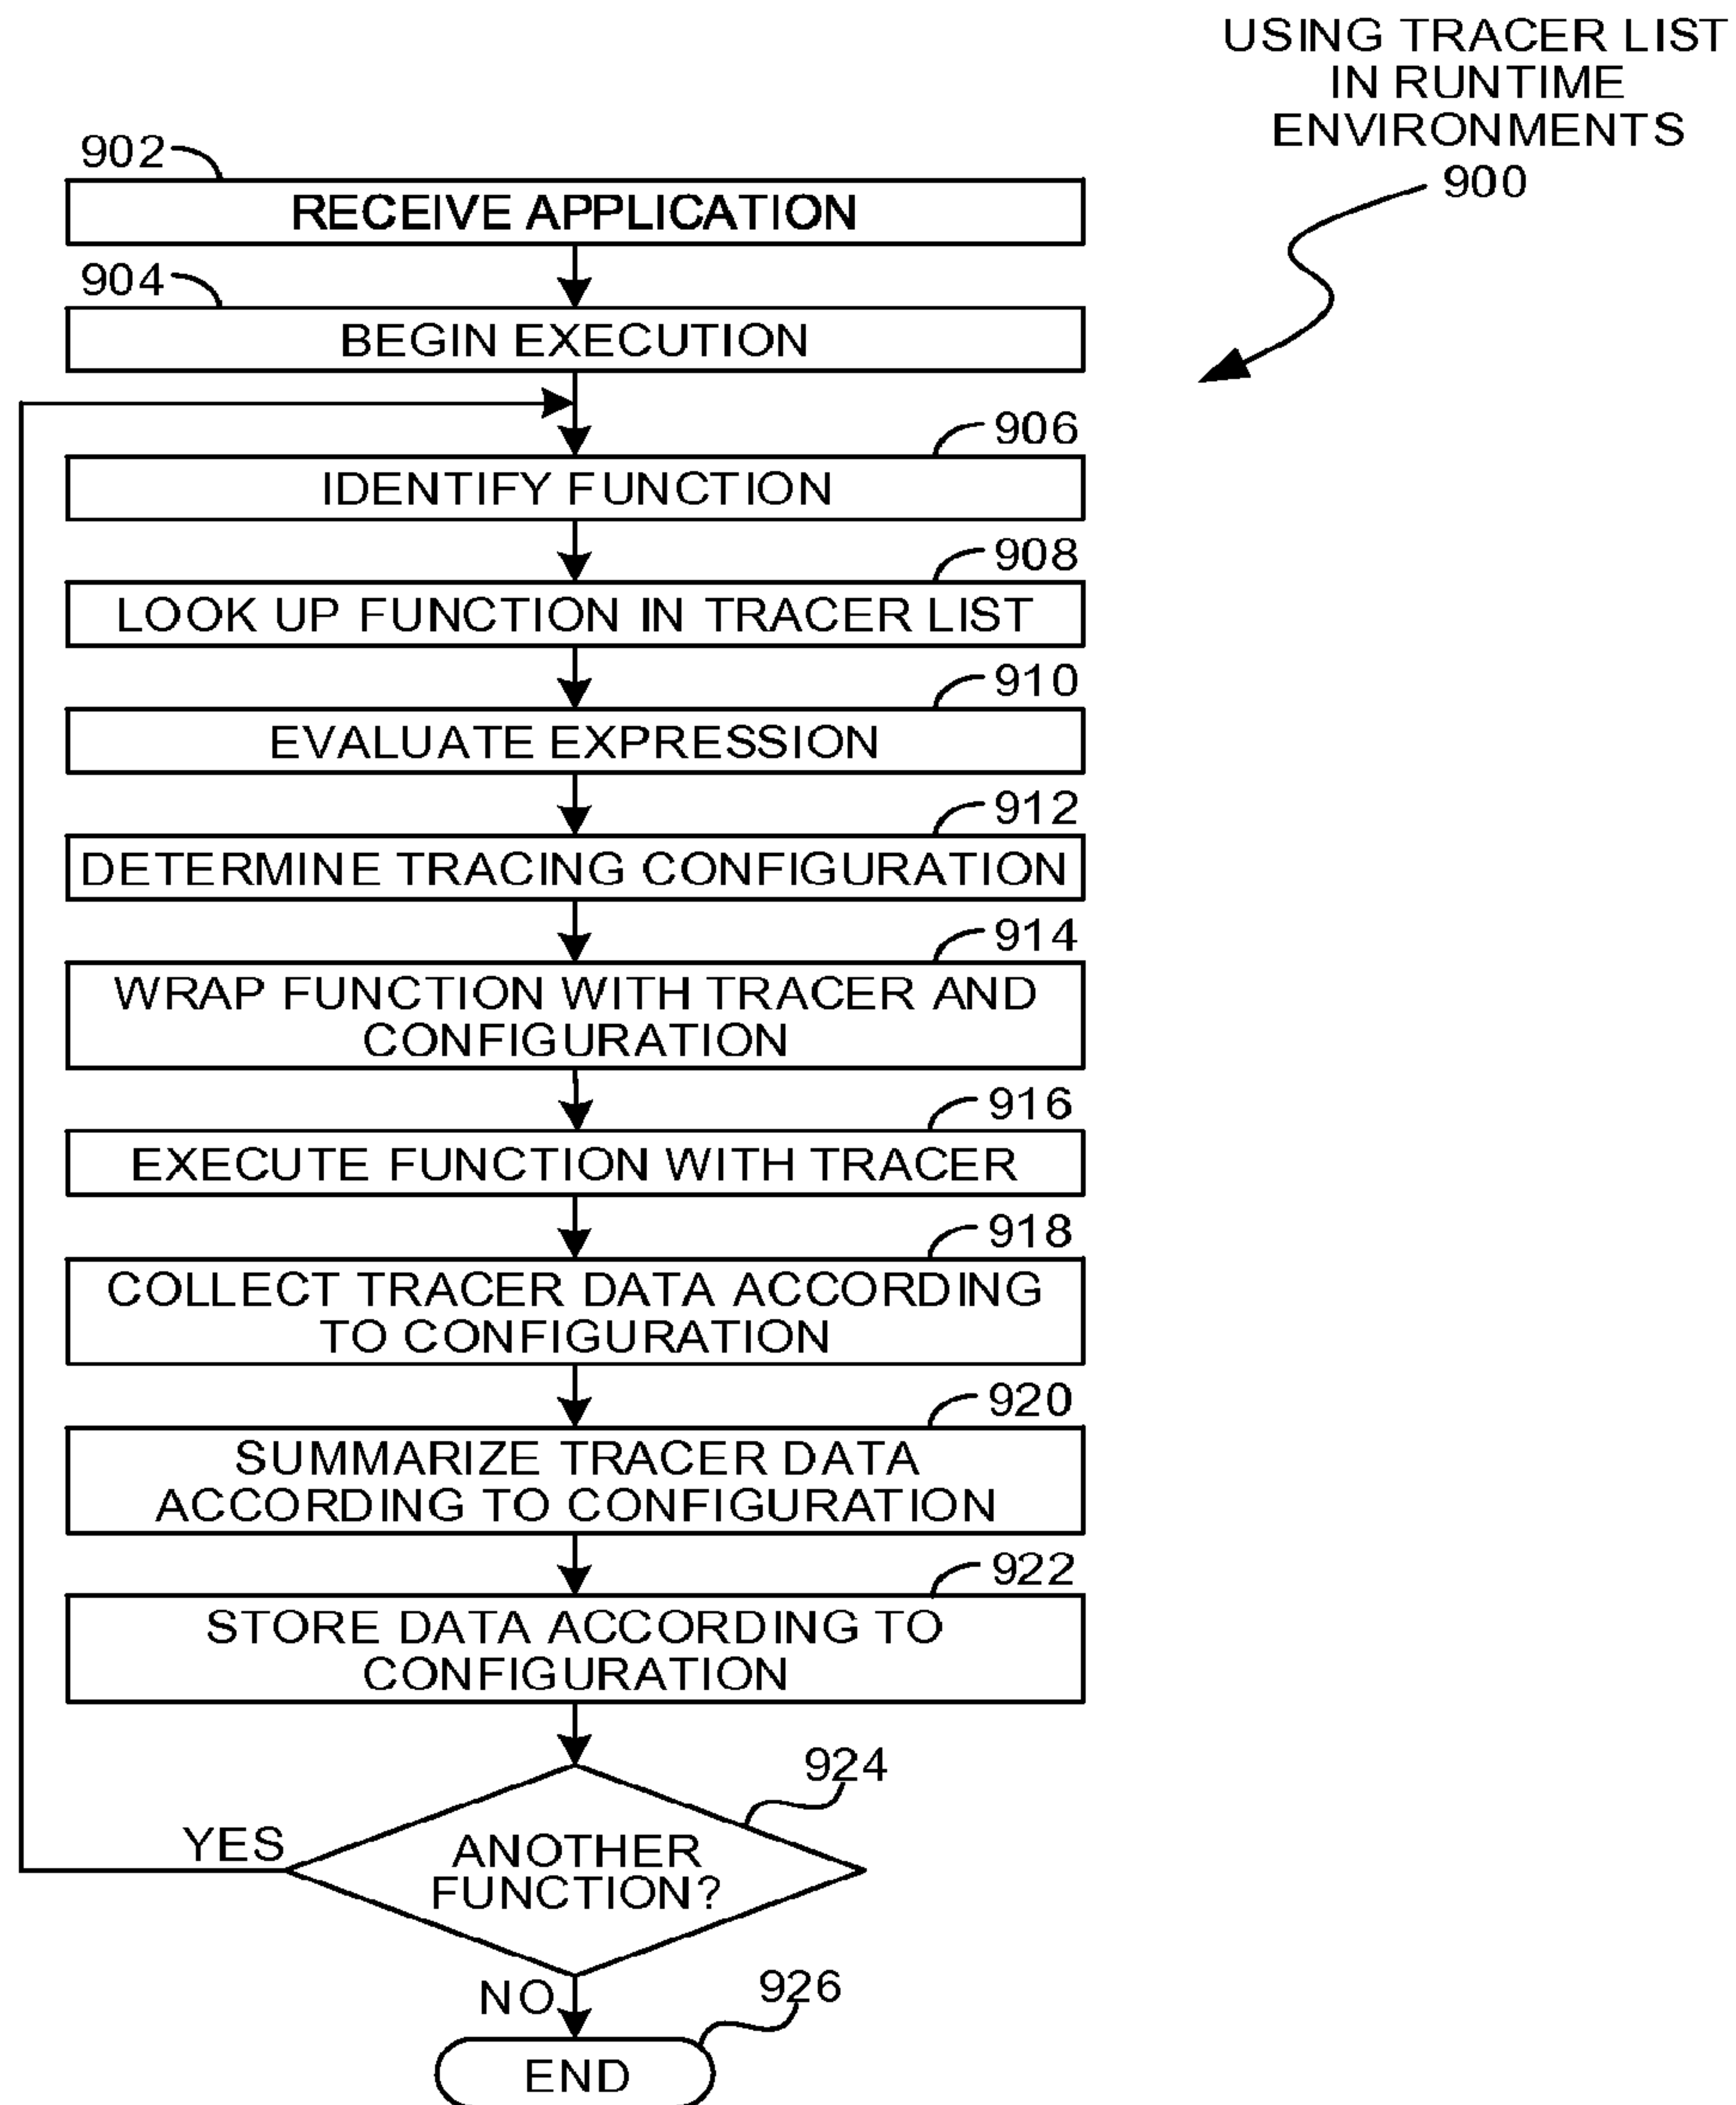 USING TRACER LIST
IN RUNTIME
ENVIRONMENTS
900
902
RECEIVE APPLICATION
904
BEGIN EXECUTION
906
IDENTIFY FUNCTION
908
LOOK UP FUNCTION IN TRACER LIST
910
EVALUATE EXPRESSION
912
DETERMINE TRACING CONFIGURATION
914
WRAP FUNCTION WITH TRACER AND
CONFIGURATION
916
EXECUTE FUNCTION WITH TRACER
918
COLLECT TRACER DATA ACCORDING
TO CONFIGURATION
920
SUMMARIZE TRACER DATA
ACCORDING TO CONFIGURATION
922
STORE DATA ACCORDING TO
CONFIGURATION
924
YES
ANOTHER
FUNCTION?
NO
926
END